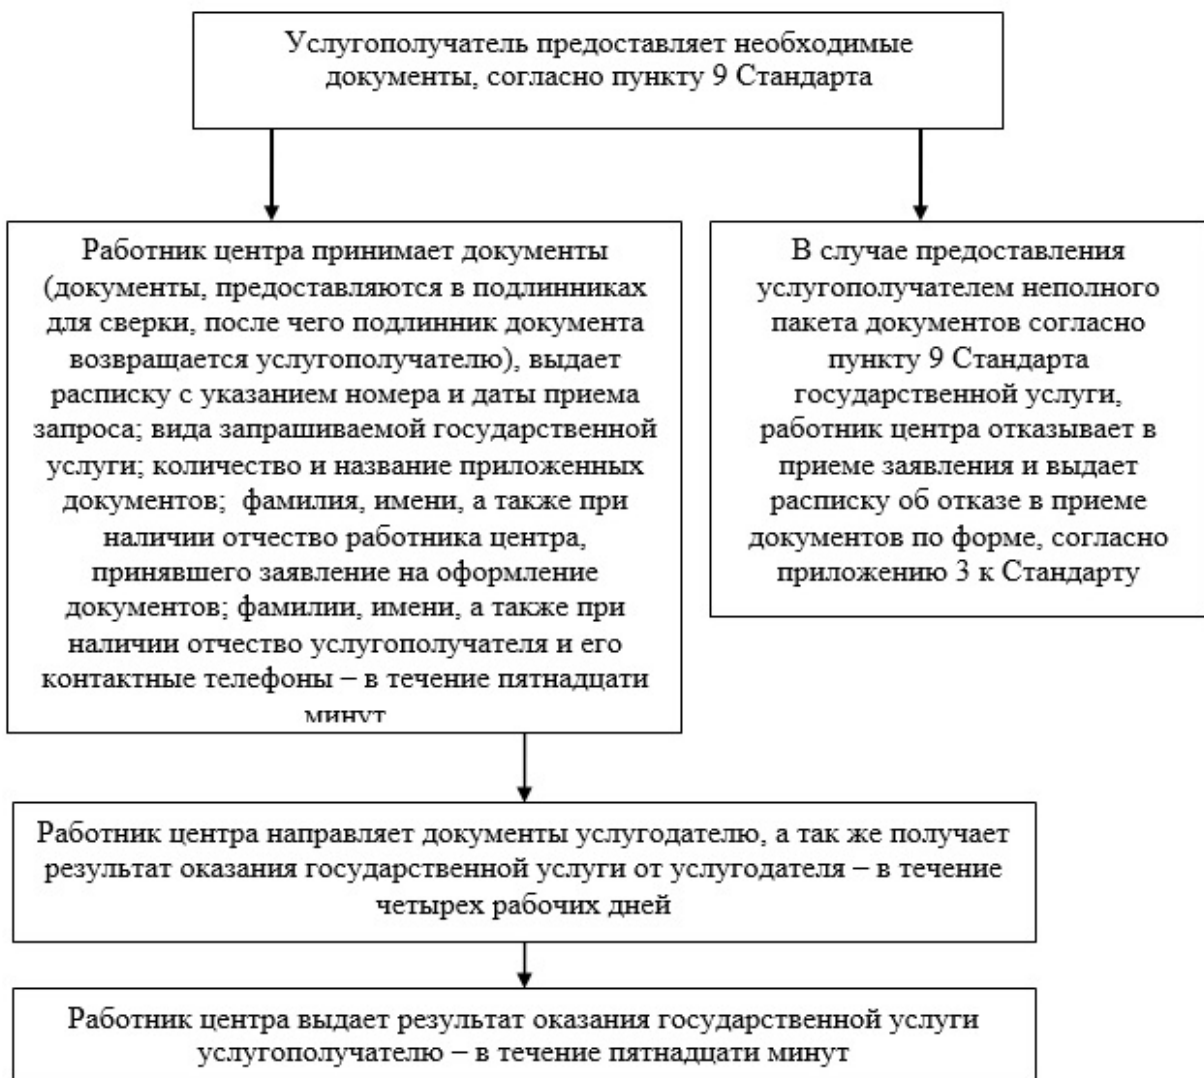 Услугополучатель предоставляет необходимые
документы, согласно пункту 9 Стандарта
Работник центра принимает документы
(документы, предоставляются в подлинниках
для сверки, после чего подлинник документа
возвращается услугополучателю), выдает
расписку с указанием номера и даты приема
запроса; вида запрашиваемой государственной
услуги; количество и название приложенных
документов;  фамилия, имени, а также при
наличии отчество работника центра,
принявшего заявление на оформление
документов; фамилии, имени, а также при
наличии отчество услугополучателя и его
контактные телефоны – в течение пятнадцати
минут
В случае предоставления
услугополучателем неполного
пакета документов согласно
пункту 9 Стандарта
государственной услуги,
работник центра отказывает в
приеме заявления и выдает
расписку об отказе в приеме
документов по форме, согласно
приложению 3 к Стандарту
Работник центра направляет документы услугодателю, а так же получает
результат оказания государственной услуги от услугодателя – в течение
четырех рабочих дней
Работник центра выдает результат оказания государственной услуги
услугополучателю – в течение пятнадцати минут